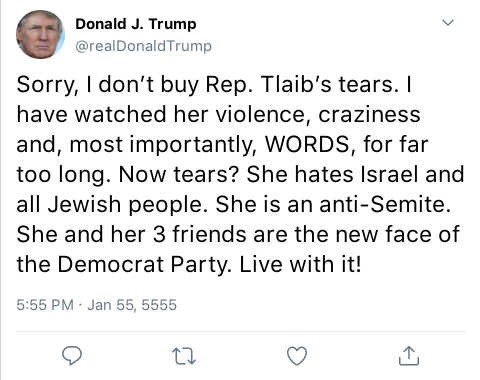 Donald J. Trump
@realDonaldTrump
Sorry, I don't buy Rep. Tlaib's tears. I
have watched her violence, craziness
and, most importantly, WORDS, for far
too long. Now tears? She hates Israel and
all Jewish people. She is an anti-Semite.
She and her 3 friends are the new face of
the Democrat Party. Live with it!
5:55 PM · Jan 55, 5555